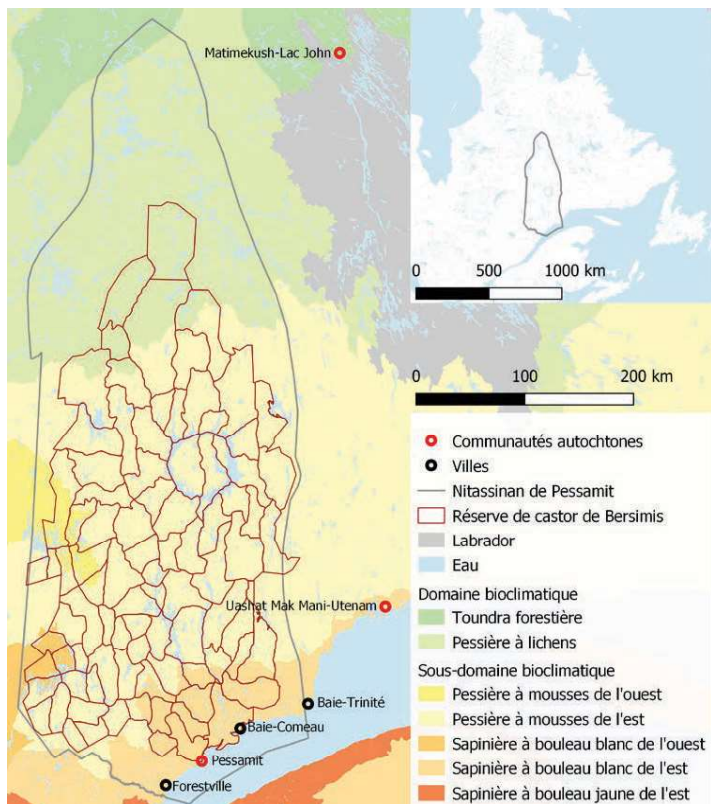 Matimekush-Lac John
0 500 1000 km
0 100 200 km
Communautés autochtones
Villes
Nitassinan de Pessamit
Réserve de castor de Bersimis
Labrador
Eau
Domaine bioclimatique
Toundra forestière
Pessière à lichens
Sous-domaine bioclimatique
Pessière à mousses de l'ouest
Pessière à mousses de l'est
Sapinière à bouleau blanc de l'ouest
Sapinière à bouleau blanc de l'est
Sapinière à bouleau jaune de l'est
Uashat Mak Mani-Utenam
Baie-Trinité
Baie-Comeau
Pessamit
Forestville